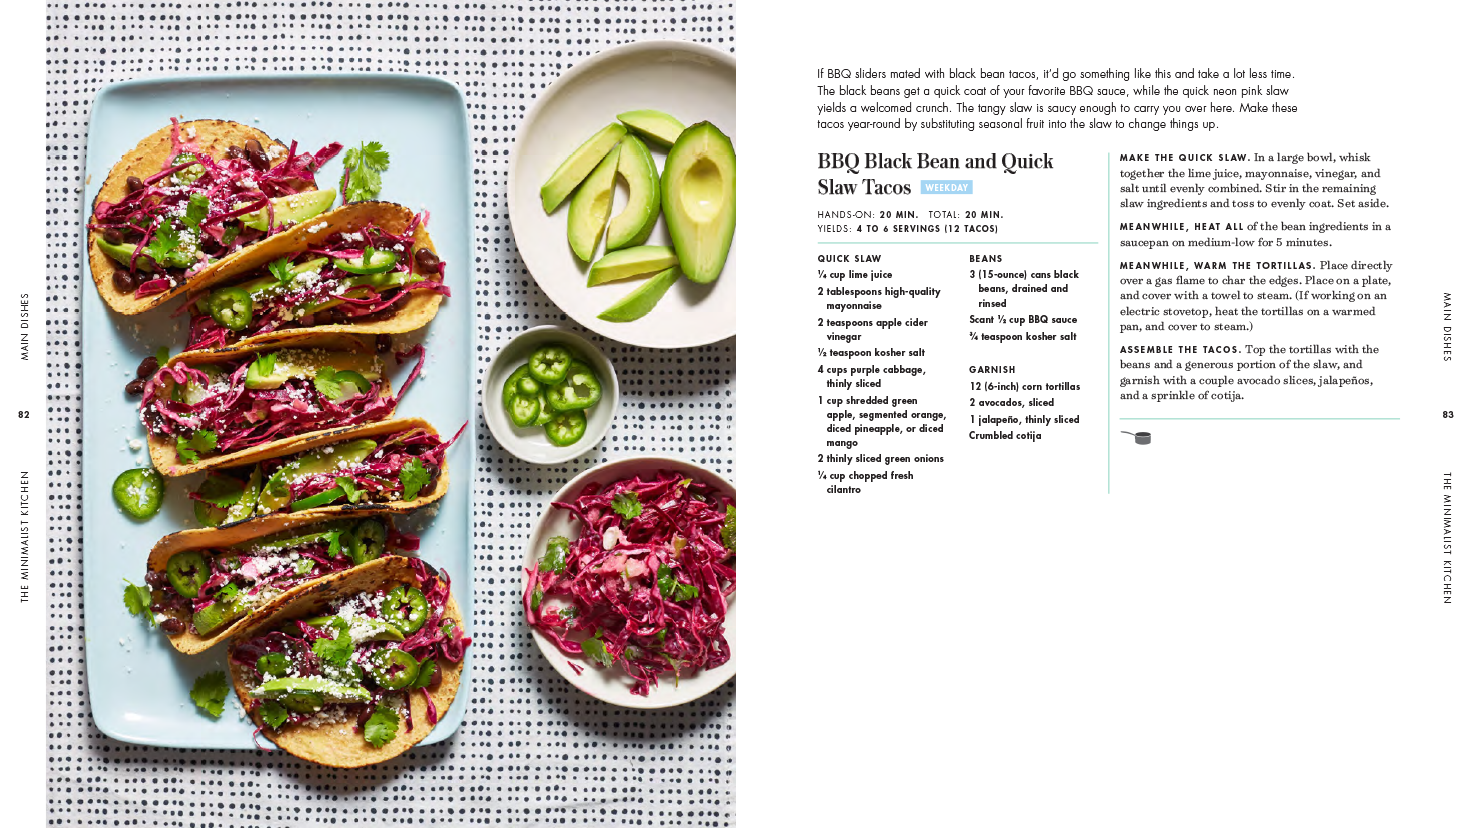 MAIN DISHES
82
THE MINIMALIST KITCHEN
If BBQ sliders mated with black bean tacos, it'd go something like this and take a lot less time.
The black beans get a quick coat of your favorite BBQ sauce, while the quick neon pink slaw
yields a welcomed crunch. The tangy slaw is saucy enough to carry you over here. Make these
tacos year-round by substituting seasonal fruit into the slaw to change things up.
BBQ Black Bean and Quick
Slaw Tacos WEEKDAY
HANDS-ON: 20 MIN. TOTAL: 20 MIN.
YIELDS: 4 TO 6 SERVINGS (12 TACOS)
QUICK SLAW
¼ cup lime juice
2 tablespoons high-quality
mayonnaise
2 teaspoons apple cider
vinegar
½ teaspoon kosher salt
4 cups purple cabbage,
thinly sliced
1 cup shredded green
apple, segmented orange,
diced pineapple, or diced
mango
2 thinly sliced green onions
¼ cup chopped fresh
cilantro
BEANS
3 (15-ounce) cans black
beans, drained and
rinsed
Scant ½ cup BBQ sauce
¾ teaspoon kosher salt
GARNISH
12 (6-inch) corn tortillas
2 avocados, sliced
1 jalapeño, thinly sliced
Crumbled cotija
MAKE THE QUICK SLAW. In a large bowl, whisk
together the lime juice, mayonnaise, vinegar, and
salt until evenly combined. Stir in the remaining
slaw ingredients and toss to evenly coat. Set aside.
MEANWHILE, HEAT ALL of the bean ingredients in a
saucepan on medium-low for 5 minutes.
MEANWHILE, WARM THE TORTILLAS. Place directly
over a gas flame to char the edges. Place on a plate,
and cover with a towel to steam. (If working on an
electric stovetop, heat the tortillas on a warmed
pan, and cover to steam.)
ASSEMBLE THE TACOS. Top the tortillas with the
beans and a generous portion of the slaw, and
garnish with a couple avocado slices, jalapeños,
and a sprinkle of cotija.
MAIN DISHES
83
THE MINIMALIST KITCHEN